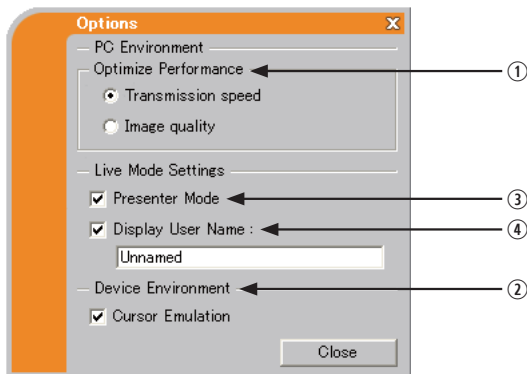 Options
PC Environment
Optimize Performance ①
Transmission speed
Image quality
Live Mode Settings
Presenter Mode ③
Display User Name : ④
Unnamed
Device Environment ②
Cursor Emulation
Close